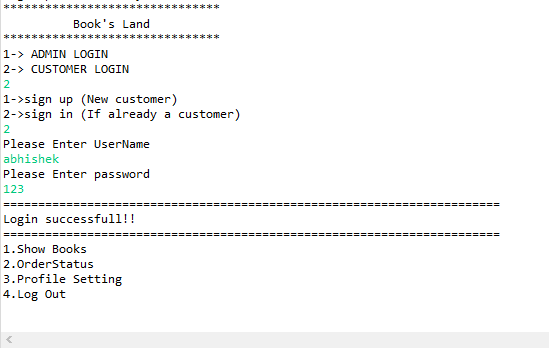 *******************************
Book's Land
*******************************
1-> ADMIN LOGIN
2-> CUSTOMER LOGIN
2
1->sign up (New customer)
2->sign in (If already a customer)
2
Please Enter UserName
abhishek
Please Enter password
123
=======================================================================
Login successfull!!
=======================================================================
1.Show Books
2.OrderStatus
3.Profile Setting
4.Log Out